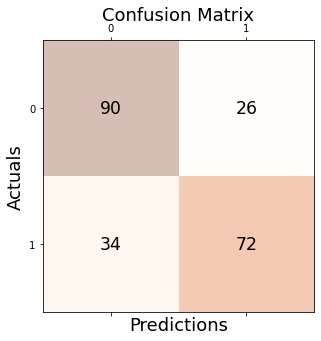 Confusion Matrix
0 1
0 90 26
Actuals
1 34 72
Predictions